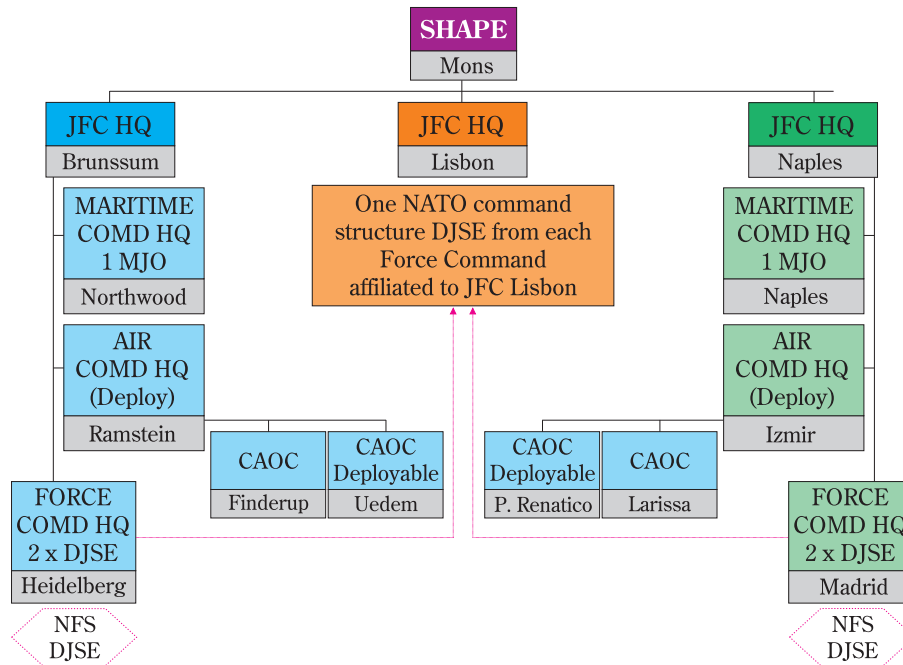 SHAPE
Mons
JFC HQ
Brunssum
JFC HQ
Lisbon
JFC HQ
Naples
MARITIME
COMD HQ
1 MJO
Northwood
One NATO command
structure DJSE from each
Force Command
affiliated to JFC Lisbon
MARITIME
COMD HQ
1 MJO
Naples
AIR
COMD HQ
(Deploy)
Ramstein
AIR
COMD HQ
(Deploy)
Izmir
CAOC
Finderup
CAOC
Deployable
Uedem
CAOC
Deployable
P. Renatico
CAOC
Larissa
FORCE
COMD HQ
2 x DJSE
Heidelberg
FORCE
COMD HQ
2 x DJSE
Madrid
NFS
DJSE
NFS
DJSE